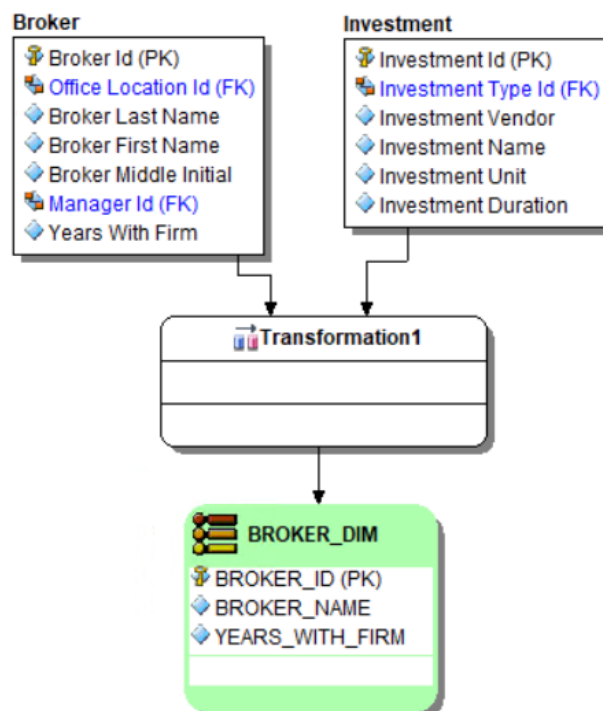 Broker
Broker Id (PK)
Office Location Id (FK)
Broker Last Name
Broker First Name
Broker Middle Initial
Manager Id (FK)
Years With Firm
Investment
Investment Id (PK)
Investment Type Id (FK)
Investment Vendor
Investment Name
Investment Unit
Investment Duration
Transformation1
BROKER_DIM
BROKER_ID (PK)
BROKER_NAME
YEARS_WITH_FIRM